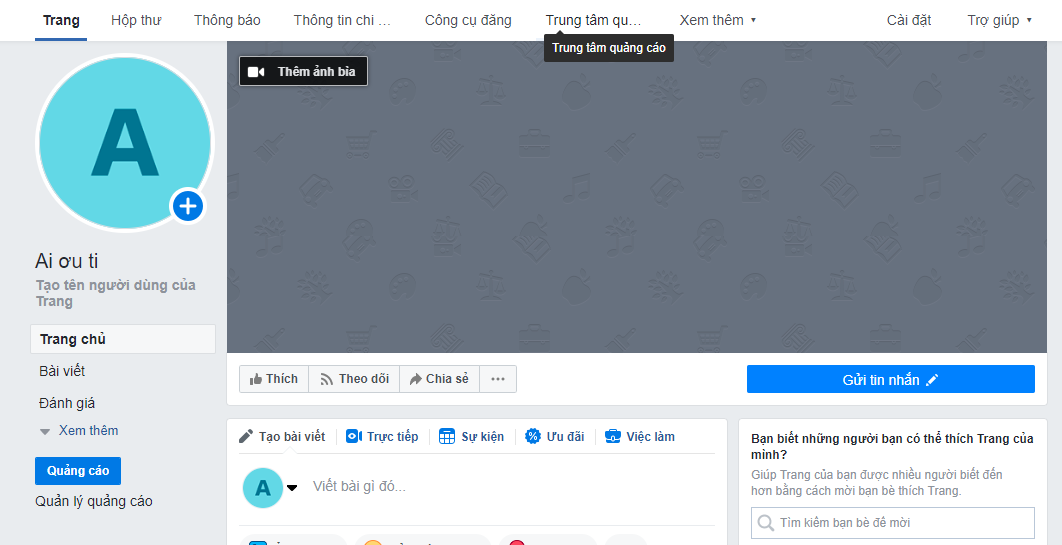 Trang
Hộp thư
Thông báo
Thông tin chi ...
Công cụ đăng
Trung tâm qu...
Xem thêm
Cài đặt
Trợ giúp
Trung tâm quảng cáo
Thêm ảnh bìa
A
Ai ơu ti
Tạo tên người dùng của
Trang
Trang chủ
Bài viết
Đánh giá
Xem thêm
Quảng cáo
Quản lý quảng cáo
Thích
Theo dõi
Chia sẻ
Gửi tin nhắn
Tạo bài viết
Trực tiếp
Sự kiện
Ưu đãi
Việc làm
A
Viết bài gì đó...
Bạn biết những người bạn có thể thích Trang của
mình?
Giúp Trang của bạn được nhiều người biết đến
hơn bằng cách mời bạn bè thích Trang.
Tìm kiếm bạn bè để mời